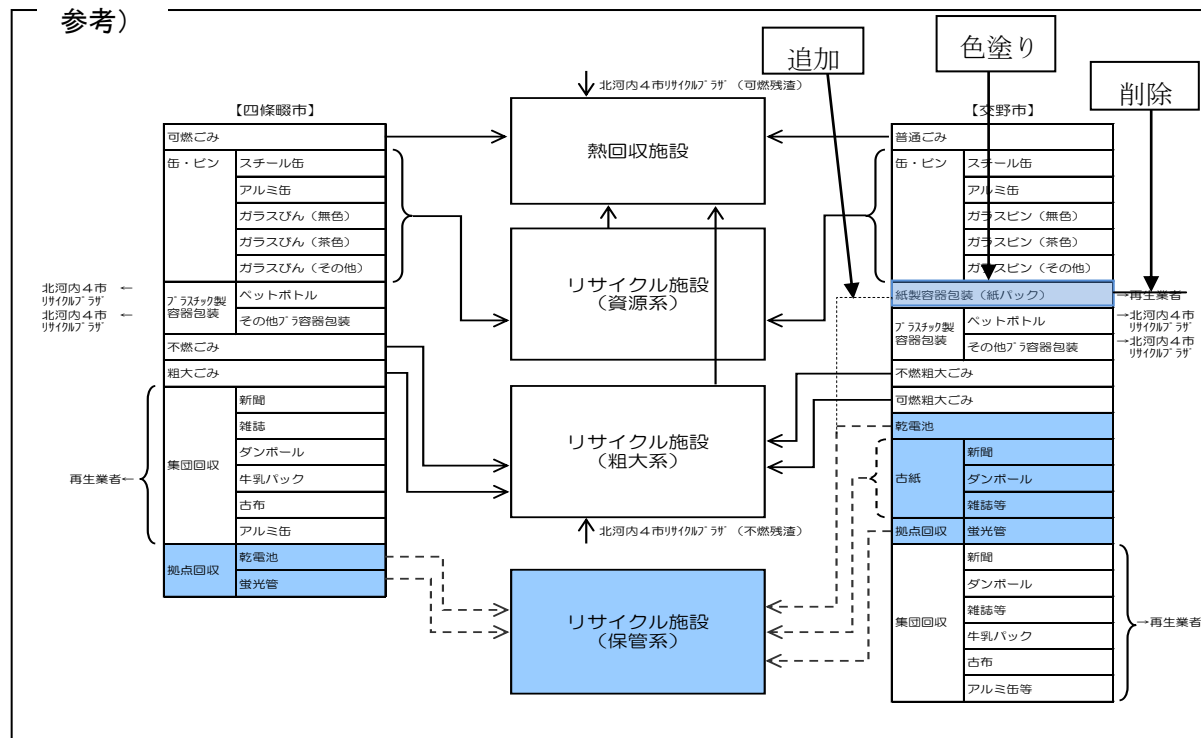 参考）
追加
色塗り
削除
北河内４市ﾘｻｲｸﾙﾌﾟﾗｻﾞ（可燃残渣）
【四條畷市】
可燃ごみ
缶・ビン
スチール缶
アルミ缶
ガラスびん（無色）
ガラスびん（茶色）
ガラスびん（その他）
北河内４市 ←
ﾘｻｲｸﾙﾌﾟﾗｻﾞ
北河内４市 ←
ﾘｻｲｸﾙﾌﾟﾗｻﾞ
ﾌﾟﾗｽﾁｯｸ製
容器包装
ペットボトル
その他ﾌﾟﾗ容器包装
不燃ごみ
粗大ごみ
再生業者←
集団回収
新聞
雑誌
ダンボール
牛乳パック
古布
アルミ缶
拠点回収
乾電池
蛍光管
熱回収施設
リサイクル施設
（資源系）
リサイクル施設
（粗大系）
北河内４市ﾘｻｲｸﾙﾌﾟﾗｻﾞ（不燃残渣）
リサイクル施設
（保管系）
【交野市】
普通ごみ
缶・ビン
スチール缶
アルミ缶
ガラスビン（無色）
ガラスビン（茶色）
ガラスビン（その他）
紙製容器包装（紙パック）
→再生業者
ﾌﾟﾗｽﾁｯｸ製
容器包装
ペットボトル
その他ﾌﾟﾗ容器包装
→北河内４市
ﾘｻｲｸﾙﾌﾟﾗｻﾞ
→北河内４市
ﾘｻｲｸﾙﾌﾟﾗｻﾞ
不燃粗大ごみ
可燃粗大ごみ
乾電池
古紙
新聞
ダンボール
雑誌等
拠点回収
蛍光管
集団回収
新聞
ダンボール
雑誌等
牛乳パック
古布
アルミ缶等
→再生業者